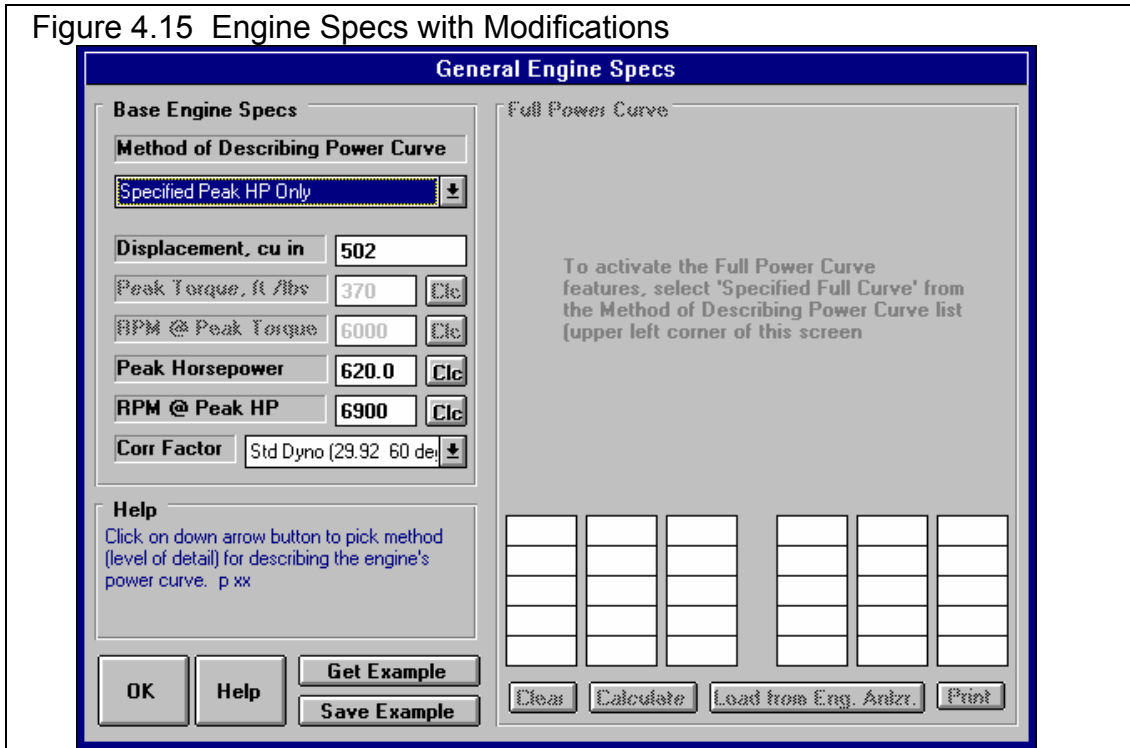 Figure 4.15 Engine Specs with Modifications
General Engine Specs
Base Engine Specs
Method of Describing Power Curve
Specified Peak HP Only
Displacement, cu in 502
Peak Torque, ft /lbs 370 Clc
RPM @ Peak Torque 6000 Clc
Peak Horsepower 620.0 Clc
RPM @ Peak HP 6900 Clc
Corr Factor Std Dyno (29.92 60 deg
Help
Click on down arrow button to pick method
(level of detail) for describing the engine's
power curve. p xx
OK
Help
Get Example
Save Example
Full Power Curve
To activate the Full Power Curve
features, select 'Specified Full Curve' from
the Method of Describing Power Curve list
(upper left corner of this screen
Clear Calculate Load from Eng. Anlzr. Print